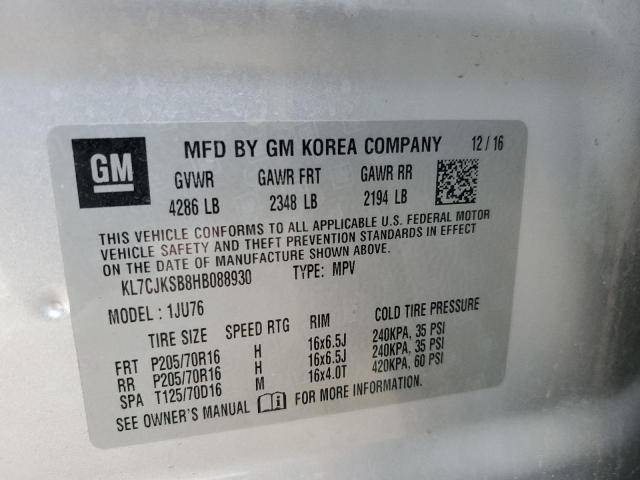 GM
MFD BY GM KOREA COMPANY 12/16
GVWR GAWR FRT GAWR RR
4286 LB 2348 LB 2194 LB
THIS VEHICLE CONFORMS TO ALL APPLICABLE U.S. FEDERAL MOTOR
VEHICLE SAFETY AND THEFT PREVENTION STANDARDS IN EFFECT
ON THE DATE OF MANUFACTURE SHOWN ABOVE.
KL7CJKSB8HB088930 TYPE: MPV
MODEL: 1JU76
TIRE SIZE SPEED RTG RIM COLD TIRE PRESSURE
FRT P205/70R16 H 16x6.5J 240KPA, 35 PSI
RR P205/70R16 H 16x6.5J 240KPA, 35 PSI
SPA T125/70D16 M 16x4.0T 420KPA, 60 PSI
SEE OWNER'S MANUAL FOR MORE INFORMATION.